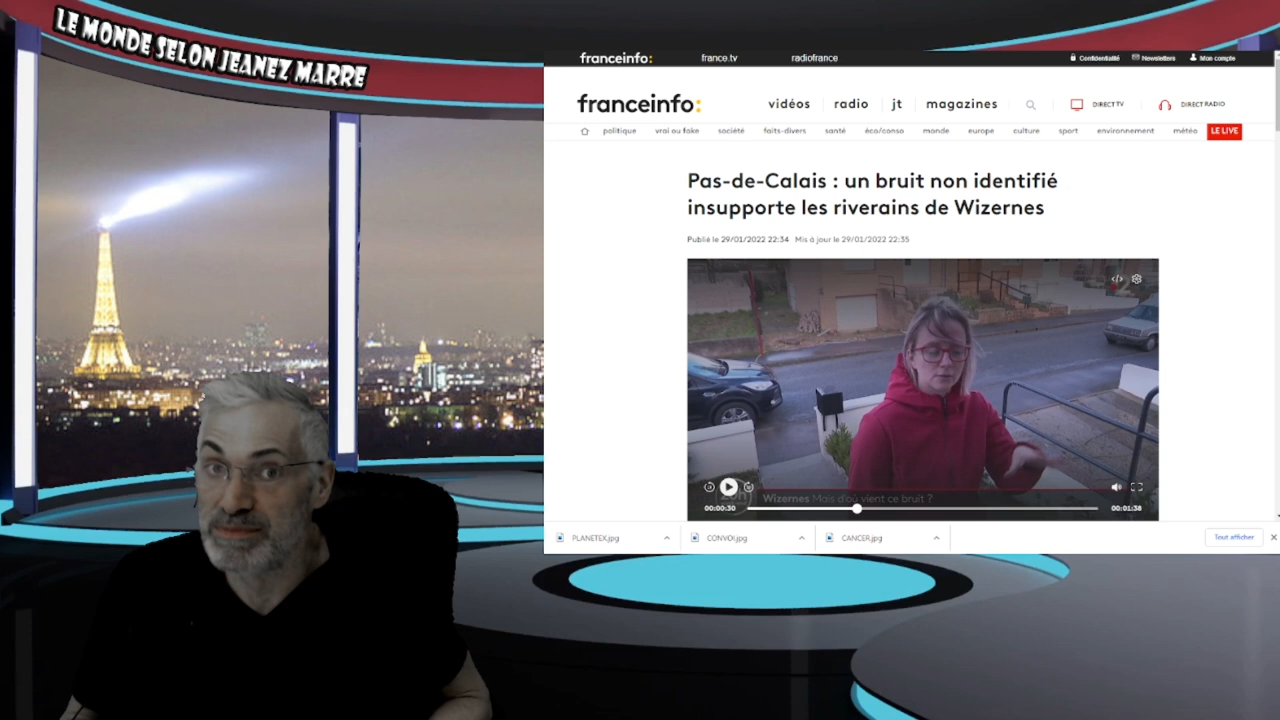 LE MONDE SELON JEANEZ MARRE
franceinfo: france.tv radiofrance Confidentialité Newsletters Mon compte
franceinfo: vidéos radio jt magazines DIRECT TV DIRECT RADIO
politique vrai ou fake société faits-divers santé éco/conso monde europe culture sport environnement météo LE LIVE
Pas-de-Calais : un bruit non identifié
insupporte les riverains de Wizernes
Publié le 29/01/2022 22:34 Mis à jour le 29/01/2022 22:35
20h Wizernes Mais d'où vient ce bruit ?
00:00:30 00:01:38
PLANETEX.jpg CONVOI.jpg CANCER.jpg Tout afficher